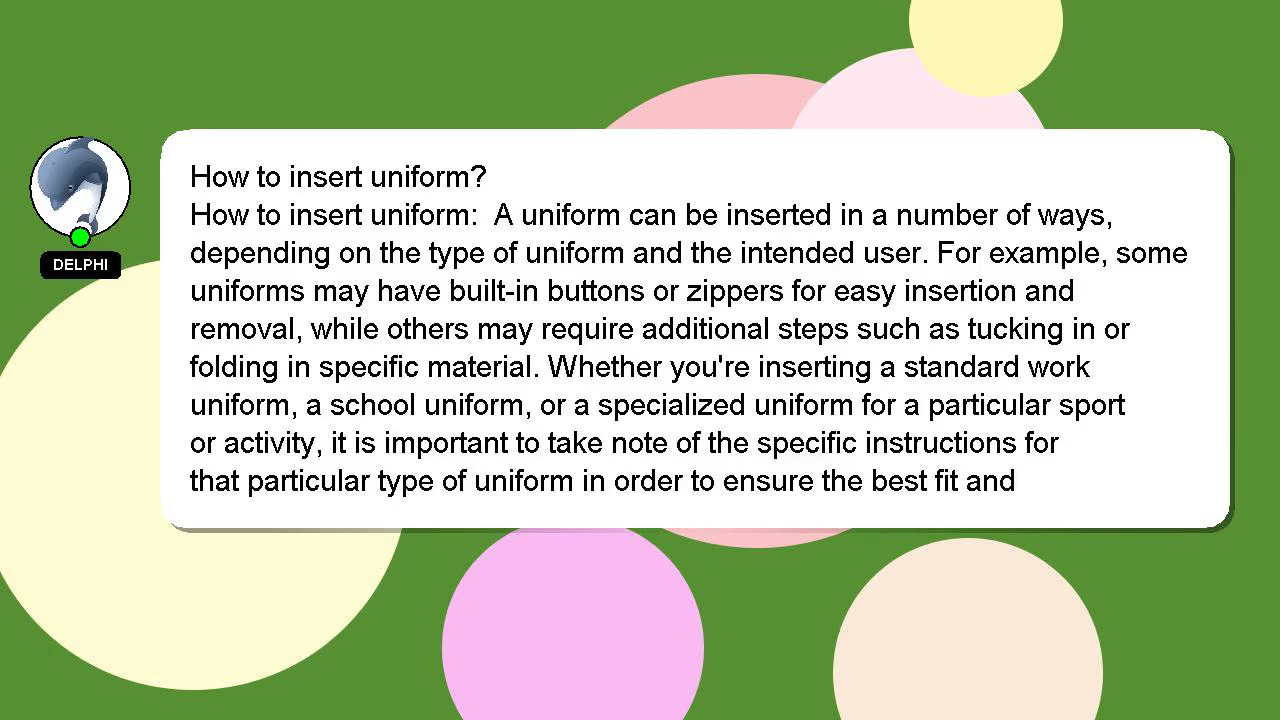 DELPHI
How to insert uniform?
How to insert uniform:  A uniform can be inserted in a number of ways,
depending on the type of uniform and the intended user. For example, some
uniforms may have built-in buttons or zippers for easy insertion and
removal, while others may require additional steps such as tucking in or
folding in specific material. Whether you're inserting a standard work
uniform, a school uniform, or a specialized uniform for a particular sport
or activity, it is important to take note of the specific instructions for
that particular type of uniform in order to ensure the best fit and